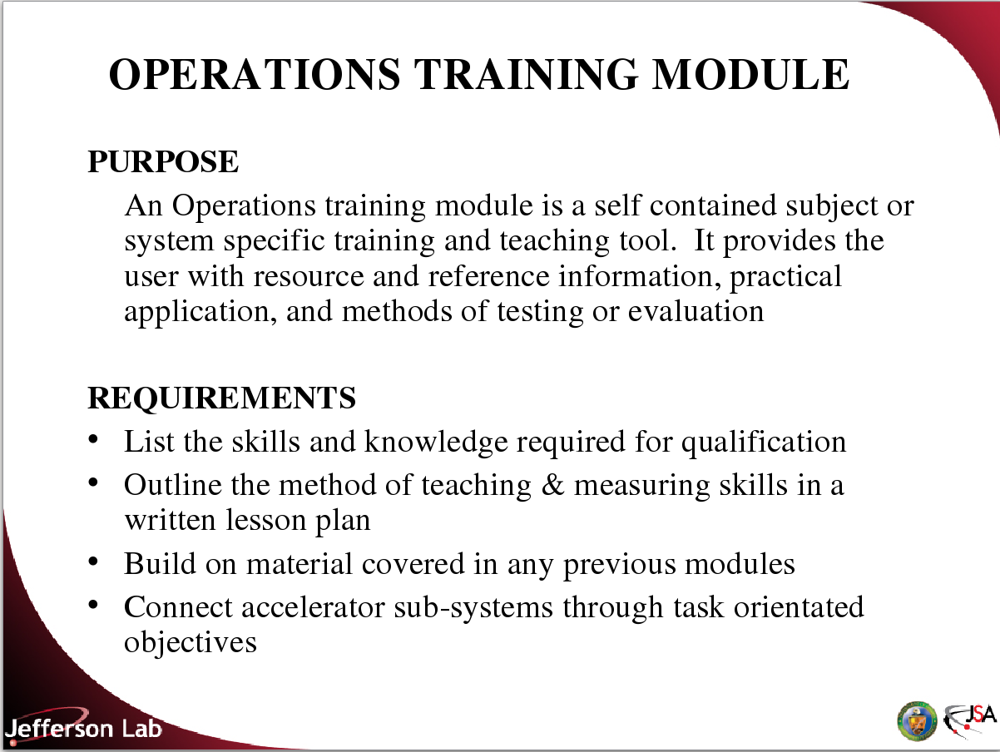 OPERATIONS TRAINING MODULE
PURPOSE
An Operations training module is a self contained subject or
system specific training and teaching tool.  It provides the
user with resource and reference information, practical
application, and methods of testing or evaluation
REQUIREMENTS
• List the skills and knowledge required for qualification
• Outline the method of teaching & measuring skills in a
written lesson plan
• Build on material covered in any previous modules
• Connect accelerator sub-systems through task orientated
objectives
Jefferson Lab
JSA